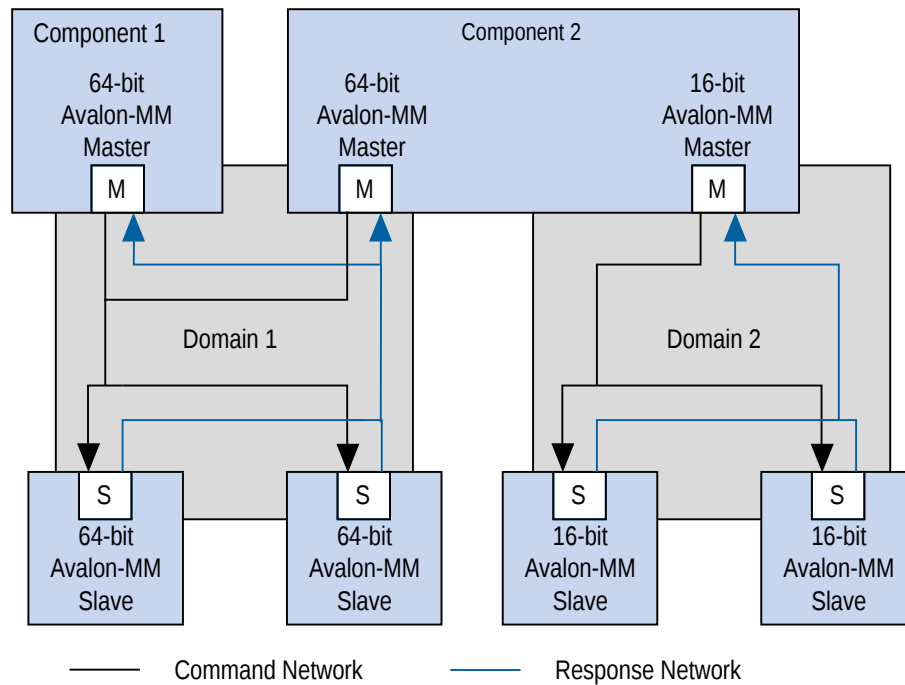 Component 1
Component 2
64-bit
Avalon-MM
Master
64-bit
Avalon-MM
Master
16-bit
Avalon-MM
Master
M
M
M
Domain 1
Domain 2
S
S
S
S
64-bit
Avalon-MM
Slave
64-bit
Avalon-MM
Slave
16-bit
Avalon-MM
Slave
16-bit
Avalon-MM
Slave
Command Network
Response Network